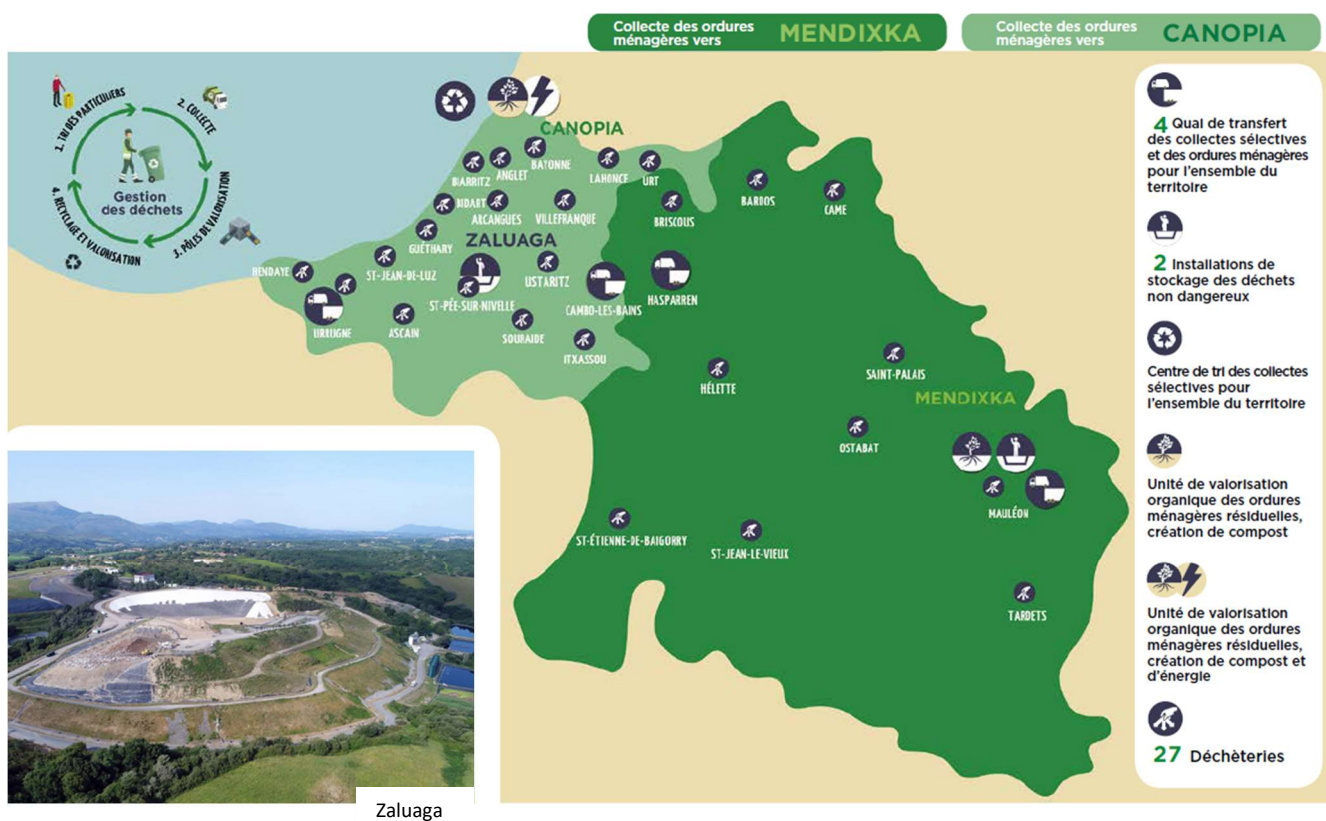 Collecte des ordures
ménagères vers
MENDIXKA
Collecte des ordures
ménagères vers
CANOPIA
1. TRI DES PARTICULIERS
2. COLLECTE
3. PÔLES DE VALORISATION
4. RECYCLAGE ET VALORISATION
Gestion
des déchets
CANOPIA
BAYONNE
ANGLET
BIARRITZ
LAHONCE
URT
BIDART
ARCANGUES
VILLEFRANQUE
BRISCOUS
BARDOS
CAME
GUÉTHARY
ZALUAGA
HENDAYE
ST-JEAN-DE-LUZ
ST-PÉE-SUR-NIVELLE
USTARITZ
CAMBO-LES-BAINS
HASPARREN
URRUGNE
ASCAIN
SOURAIDE
ITXASSOU
HÉLETTE
SAINT-PALAIS
MENDIXKA
OSTABAT
MAULÉON
ST-ÉTIENNE-DE-BAIGORRY
ST-JEAN-LE-VIEUX
TARDETS
4 Quai de transfert
des collectes sélectives
et des ordures ménagères
pour l'ensemble du
territoire
2 Installations de
stockage des déchets
non dangereux
Centre de tri des collectes
sélectives pour
l'ensemble du territoire
Unité de valorisation
organique des ordures
ménagères résiduelles,
création de compost
Unité de valorisation
organique des ordures
ménagères résiduelles,
création de compost et
d'énergie
27 Déchèteries
Zaluaga